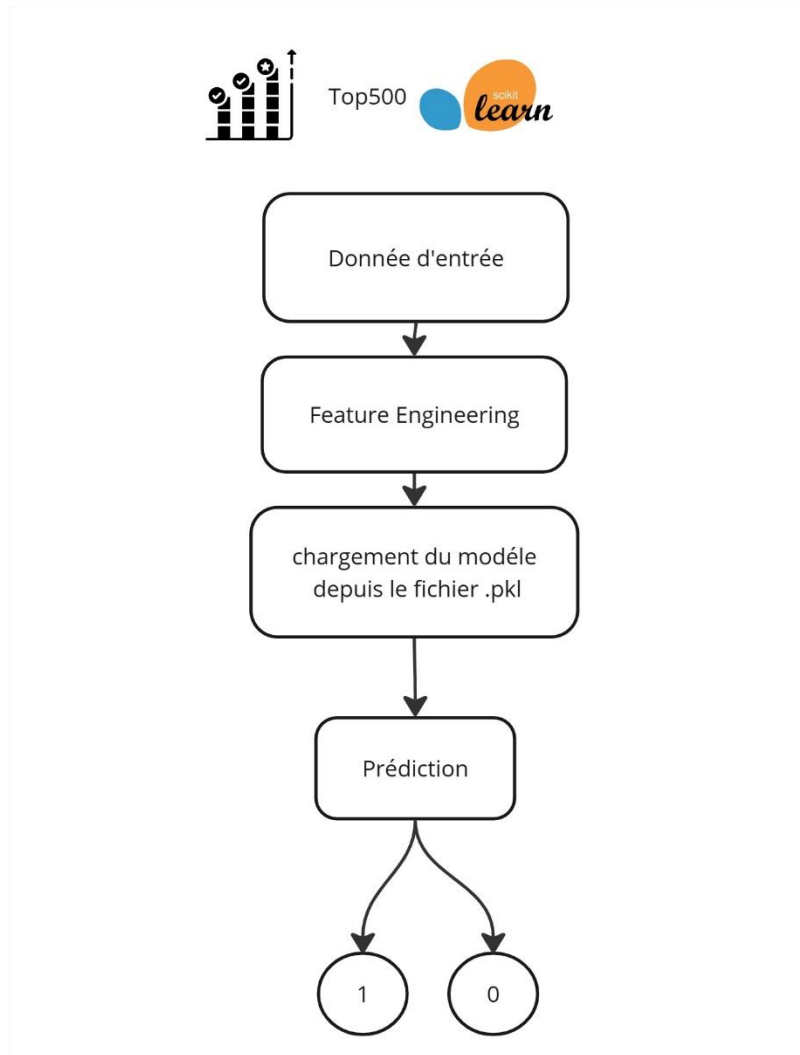 Top500
scikit
learn
Donnée d'entrée
Feature Engineering
chargement du modéle
depuis le fichier .pkl
Prédiction
1
0